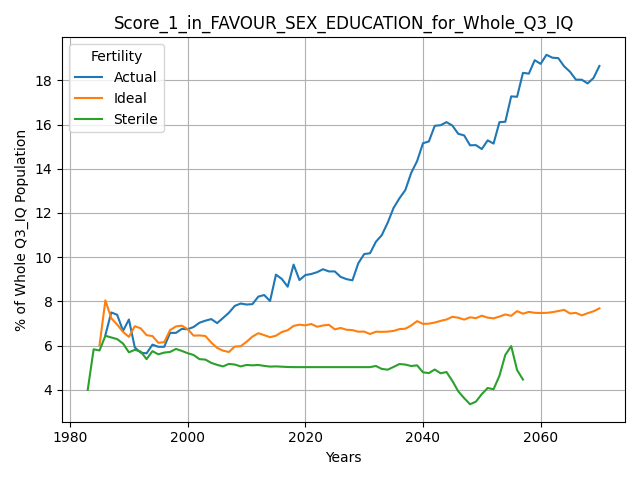 Score_1_in_FAVOUR_SEX_EDUCATION_for_Whole_Q3_IQ
Fertility
Actual
Ideal
Sterile
% of Whole Q3_IQ Population
18
16
14
12
10
8
6
4
1980 2000 2020 2040 2060
Years